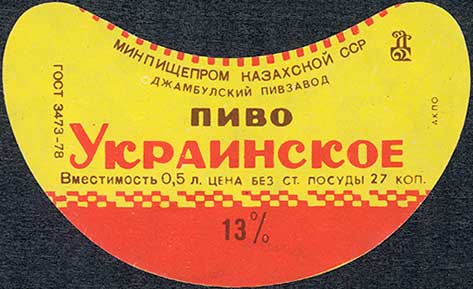 МИНПИЩЕПРОМ КАЗАХСКОЙ ССР
ДЖАМБУЛСКИЙ ПИВЗАВОД
ГОСТ 3473-78
ПИВО
УКРАИНСКОЕ
ВМЕСТИМОСТЬ 0,5 Л. ЦЕНА БЕЗ СТ. ПОСУДЫ 27 КОП.
13%